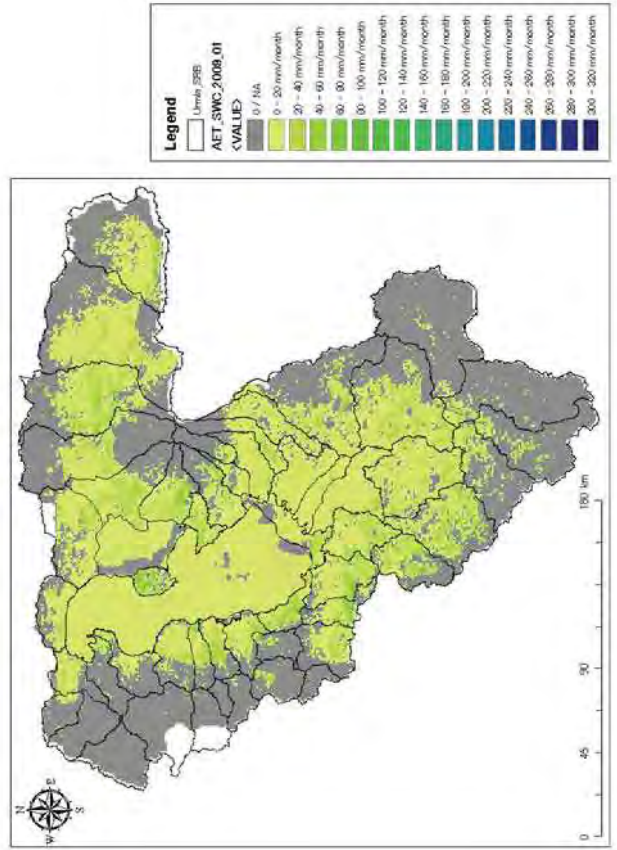 Legend
Urmia_SRB
AET_SWC_2009_01
<VALUE>
0 / NA
0 - 20 mm/month
20 - 40 mm/month
40 - 60 mm/month
60 - 80 mm/month
80 - 100 mm/month
100 - 120 mm/month
120 - 140 mm/month
140 - 160 mm/month
160 - 180 mm/month
180 - 200 mm/month
200 - 220 mm/month
220 - 240 mm/month
240 - 260 mm/month
260 - 280 mm/month
280 - 300 mm/month
300 - 320 mm/month
N
W E
S
0 45 90 180 km